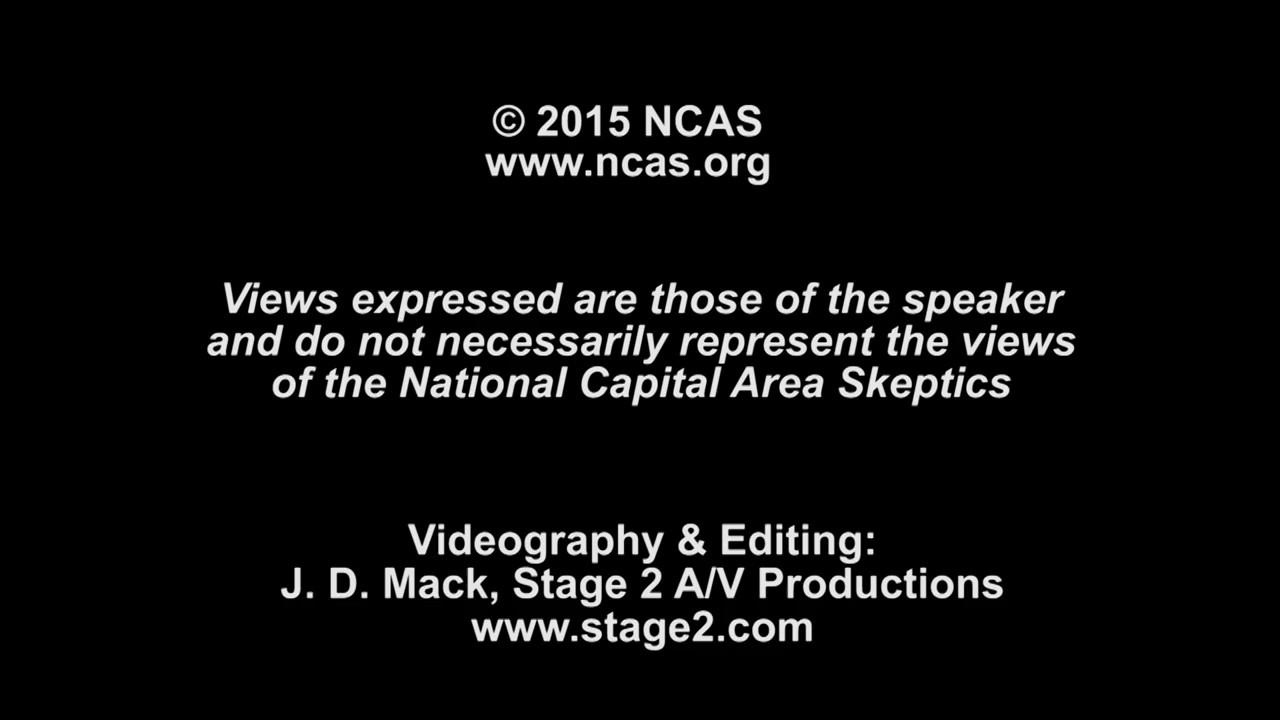 © 2015 NCAS
www.ncas.org
Views expressed are those of the speaker
and do not necessarily represent the views
of the National Capital Area Skeptics
Videography & Editing:
J. D. Mack, Stage 2 A/V Productions
www.stage2.com